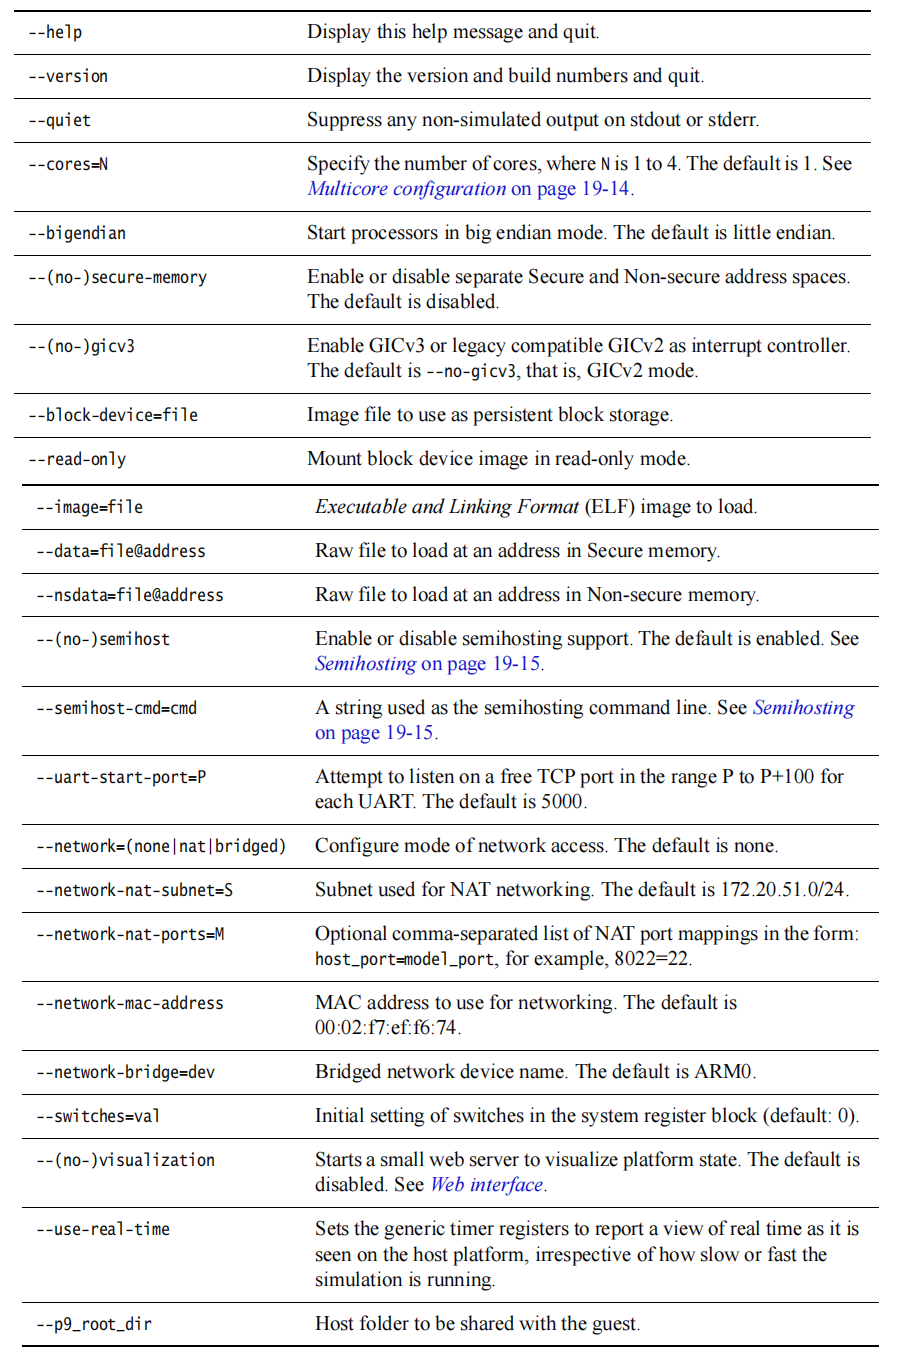 --help Display this help message and quit.
--version Display the version and build numbers and quit.
--quiet Suppress any non-simulated output on stdout or stderr.
--cores=N Specify the number of cores, where N is 1 to 4. The default is 1. See
Multicore configuration on page 19-14.
--bigendian Start processors in big endian mode. The default is little endian.
--(no-)secure-memory Enable or disable separate Secure and Non-secure address spaces.
The default is disabled.
--(no-)gicv3 Enable GICv3 or legacy compatible GICv2 as interrupt controller.
The default is --no-gicv3, that is, GICv2 mode.
--block-device=file Image file to use as persistent block storage.
--read-only Mount block device image in read-only mode.
--image=file Executable and Linking Format (ELF) image to load.
--data=file@address Raw file to load at an address in Secure memory.
--nsdata=file@address Raw file to load at an address in Non-secure memory.
--(no-)semihost Enable or disable semihosting support. The default is enabled. See
Semihosting on page 19-15.
--semihost-cmd=cmd A string used as the semihosting command line. See Semihosting
on page 19-15.
--uart-start-port=P Attempt to listen on a free TCP port in the range P to P+100 for
each UART. The default is 5000.
--network=(none|nat|bridged) Configure mode of network access. The default is none.
--network-nat-subnet=S Subnet used for NAT networking. The default is 172.20.51.0/24.
--network-nat-ports=M Optional comma-separated list of NAT port mappings in the form:
host_port=model_port, for example, 8022=22.
--network-mac-address MAC address to use for networking. The default is
00:02:f7:ef:f6:74.
--network-bridge=dev Bridged network device name. The default is ARM0.
--switches=val Initial setting of switches in the system register block (default: 0).
--(no-)visualization Starts a small web server to visualize platform state. The default is
disabled. See Web interface.
--use-real-time Sets the generic timer registers to report a view of real time as it is
seen on the host platform, irrespective of how slow or fast the
simulation is running.
--p9_root_dir Host folder to be shared with the guest.